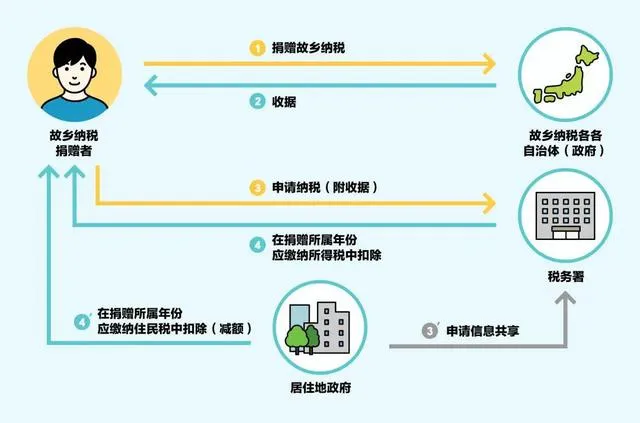 1 捐赠故乡纳税
2 收据
故乡纳税
捐赠者
故乡纳税各各
自治体（政府）
3 申请纳税（附收据）
4 在捐赠所属年份
应缴纳所得税中扣除
税务署
4′ 在捐赠所属年份
应缴纳住民税中扣除（减额）
3′ 申请信息共享
居住地政府